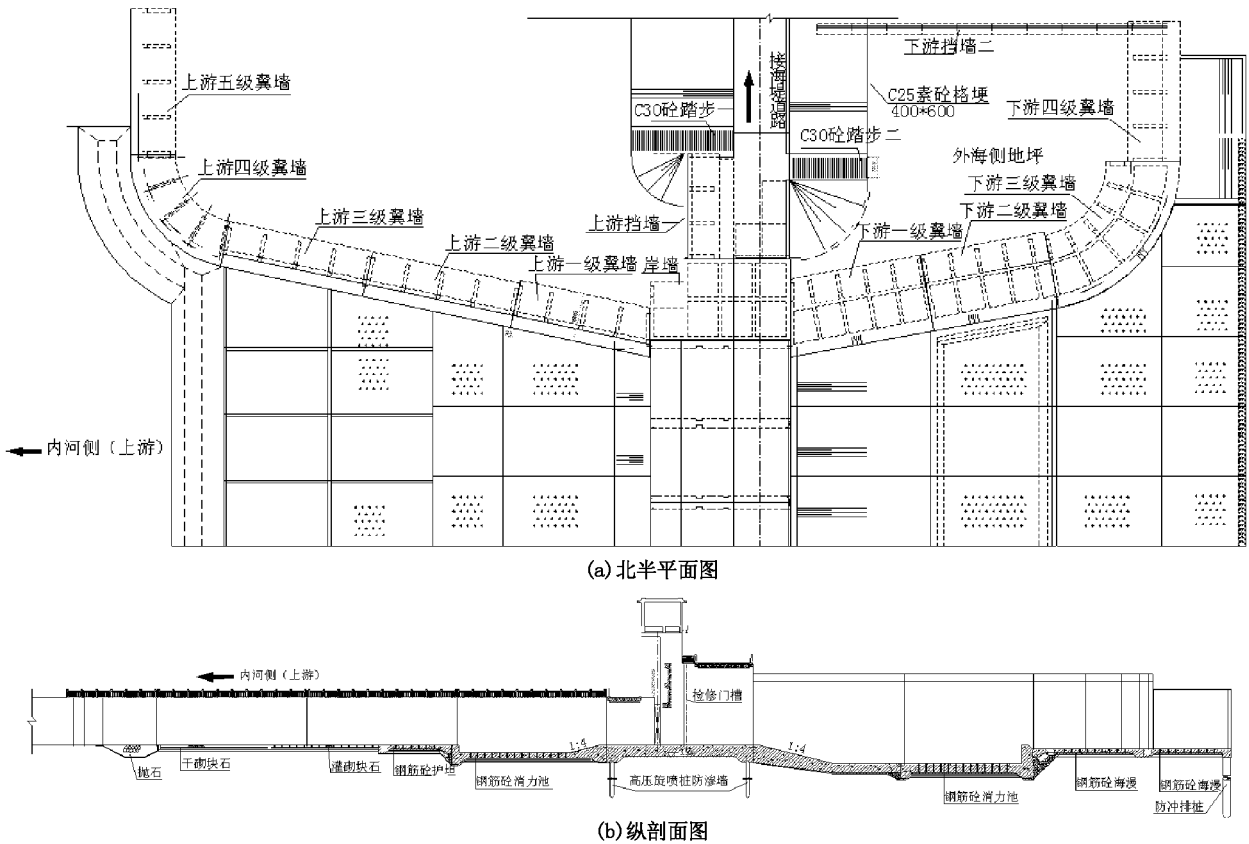 下游挡墙二
接海堤道路
上游五级翼墙
C30砼踏步一
C25素砼格埂
400*600
下游四级翼墙
C30砼踏步二
外海侧地坪
上游四级翼墙
下游三级翼墙
上游三级翼墙
上游挡墙
下游二级翼墙
下游一级翼墙
上游二级翼墙
上游一级翼墙
岸墙
内河侧(上游)
(a)北半平面图
内河侧(上游)
检修门槽
1:4
1:4
抛石
干砌块石
灌砌块石
钢筋砼护坦
钢筋砼消力池
高压旋喷桩防渗墙
钢筋砼消力池
钢筋砼海漫
钢筋砼海漫
防冲排桩
(b)纵剖面图